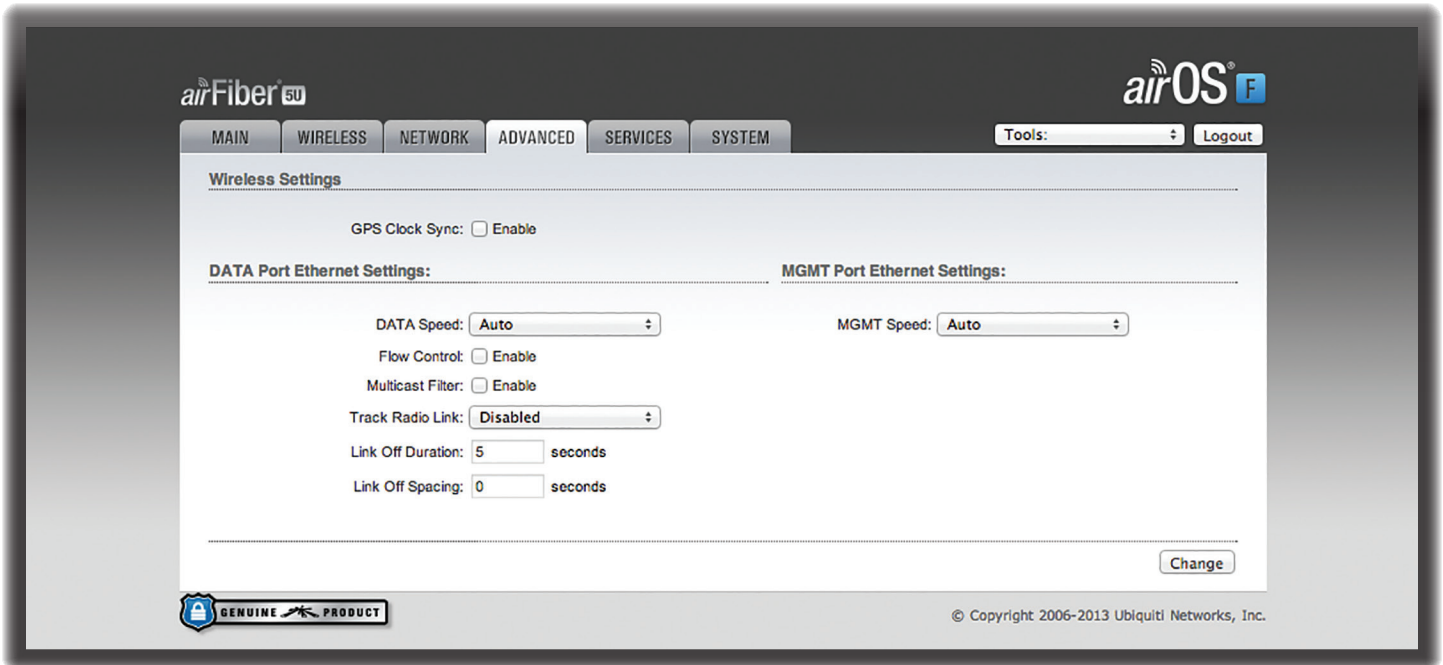 airFiber® 5U
airOS® F
MAIN WIRELESS NETWORK ADVANCED SERVICES SYSTEM Tools: Logout
Wireless Settings
GPS Clock Sync: Enable
DATA Port Ethernet Settings: MGMT Port Ethernet Settings:
DATA Speed: Auto MGMT Speed: Auto
Flow Control: Enable
Multicast Filter: Enable
Track Radio Link: Disabled
Link Off Duration: 5 seconds
Link Off Spacing: 0 seconds
Change
GENUINE PRODUCT
© Copyright 2006-2013 Ubiquiti Networks, Inc.